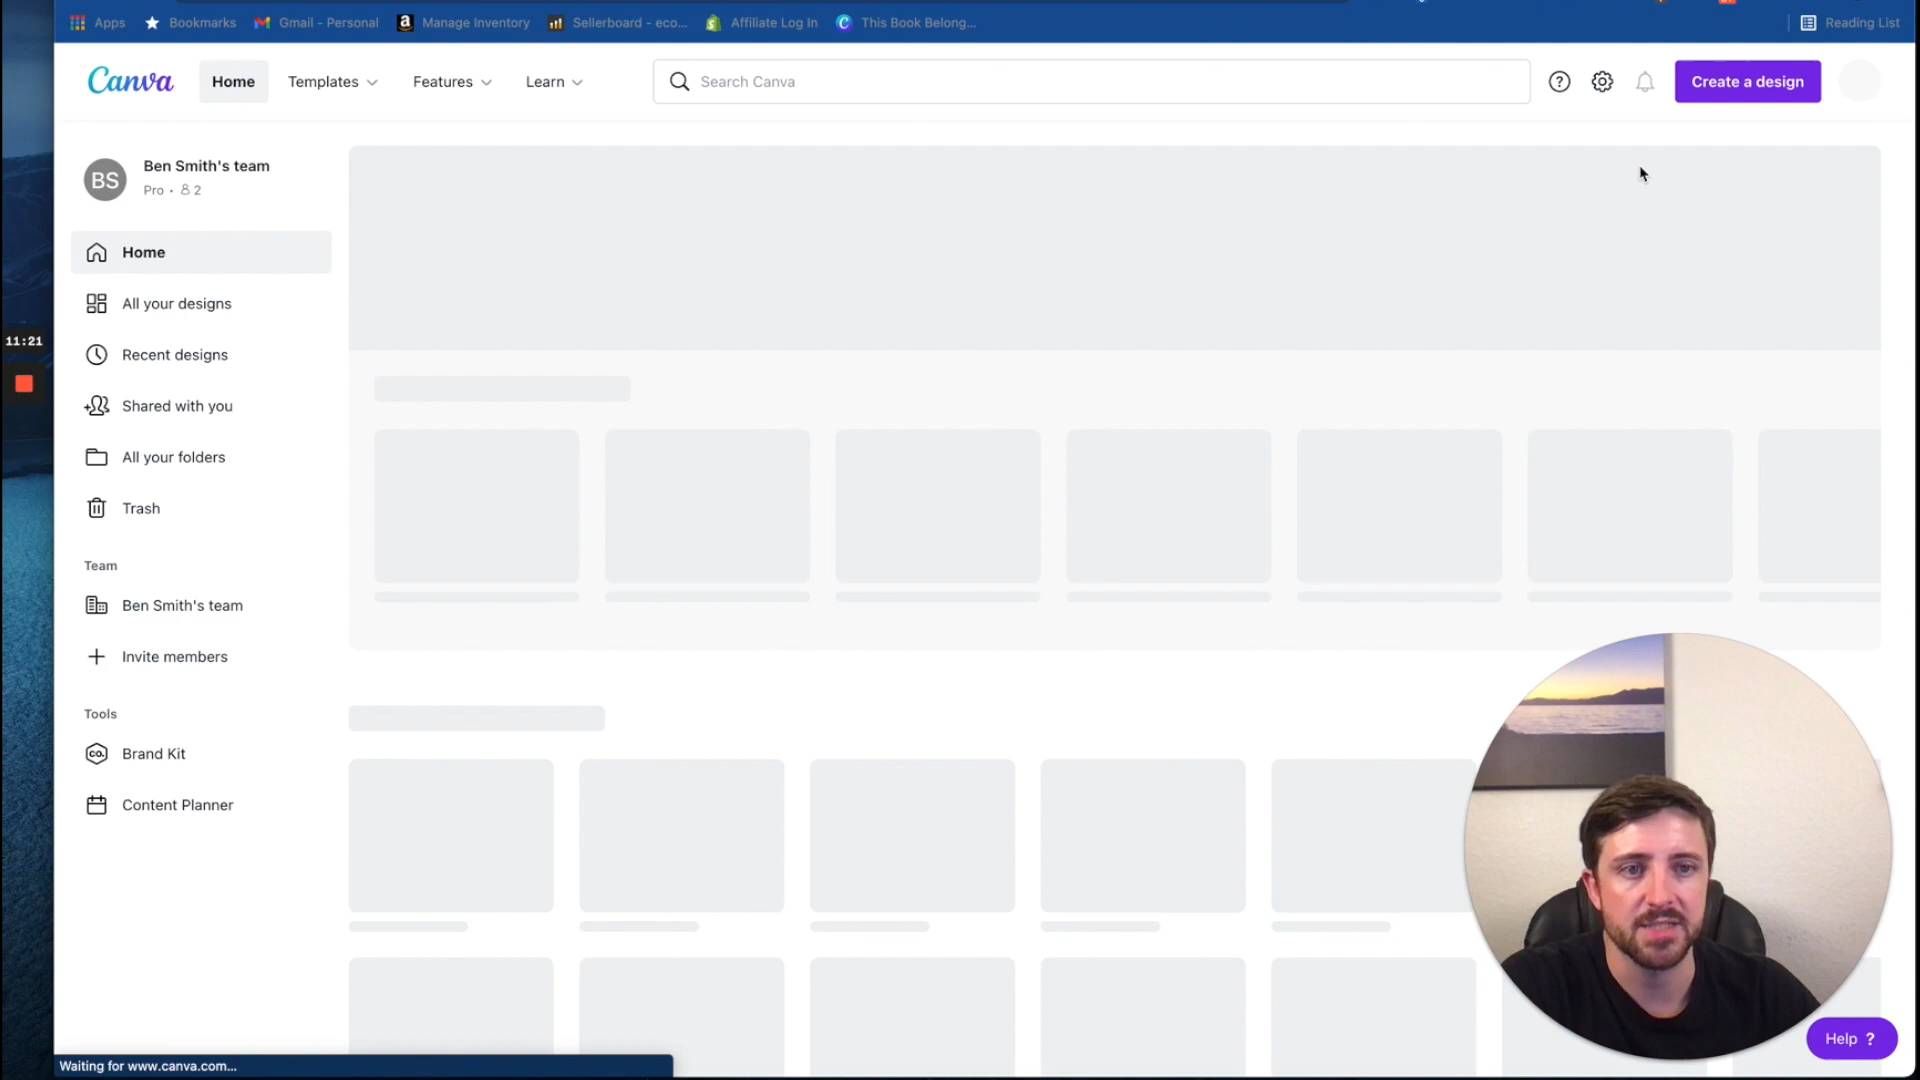 Apps
Bookmarks
Gmail - Personal
a
Manage Inventory
Sellerboard - eco...
Affiliate Log In
C
This Book Belong...
Reading List
Canva
Home
Templates
Features
Learn
Search Canva
?
Create a design
BS
Ben Smith's team
Pro • 2
Home
All your designs
11:21
Recent designs
Shared with you
All your folders
Trash
Team
Ben Smith's team
Invite members
Tools
CO.
Brand Kit
Content Planner
Help ?
Waiting for www.canva.com...